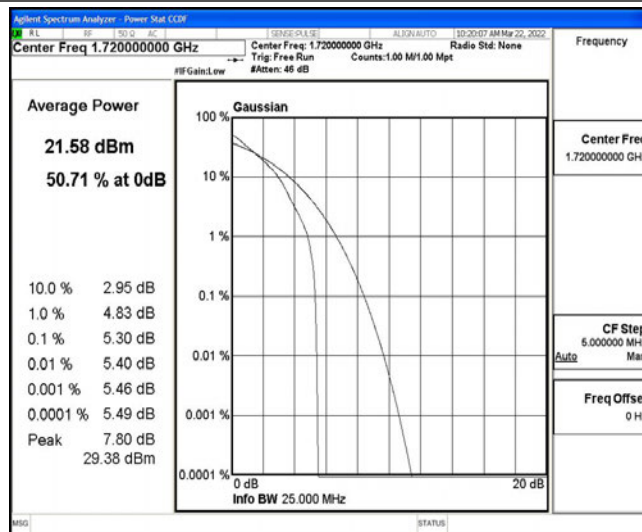 Agilent Spectrum Analyzer - Power Stat CCDF
RL RF 50 Ω AC SENSE:PULSE ALIGN AUTO 10:20:07 AM Mar 22, 2022
Center Freq 1.720000000 GHz
Center Freq: 1.720000000 GHz Radio Std: None
Trig: Free Run Counts:1.00 M/1.00 Mpt
#IFGain:Low #Atten: 46 dB
Frequency
Average Power
21.58 dBm
50.71 % at 0dB
10.0 % 2.95 dB
1.0 % 4.83 dB
0.1 % 5.30 dB
0.01 % 5.40 dB
0.001 % 5.46 dB
0.0001 % 5.49 dB
Peak 7.80 dB
29.38 dBm
Gaussian
100 %
10 %
1 %
0.1 %
0.01 %
0.001 %
0.0001 %
0 dB 20 dB
Info BW 25.000 MHz
Center Fre
1.720000000 GH
CF Step
5.000000 MH
Auto Ma
Freq Offse
0 H
MSG STATUS